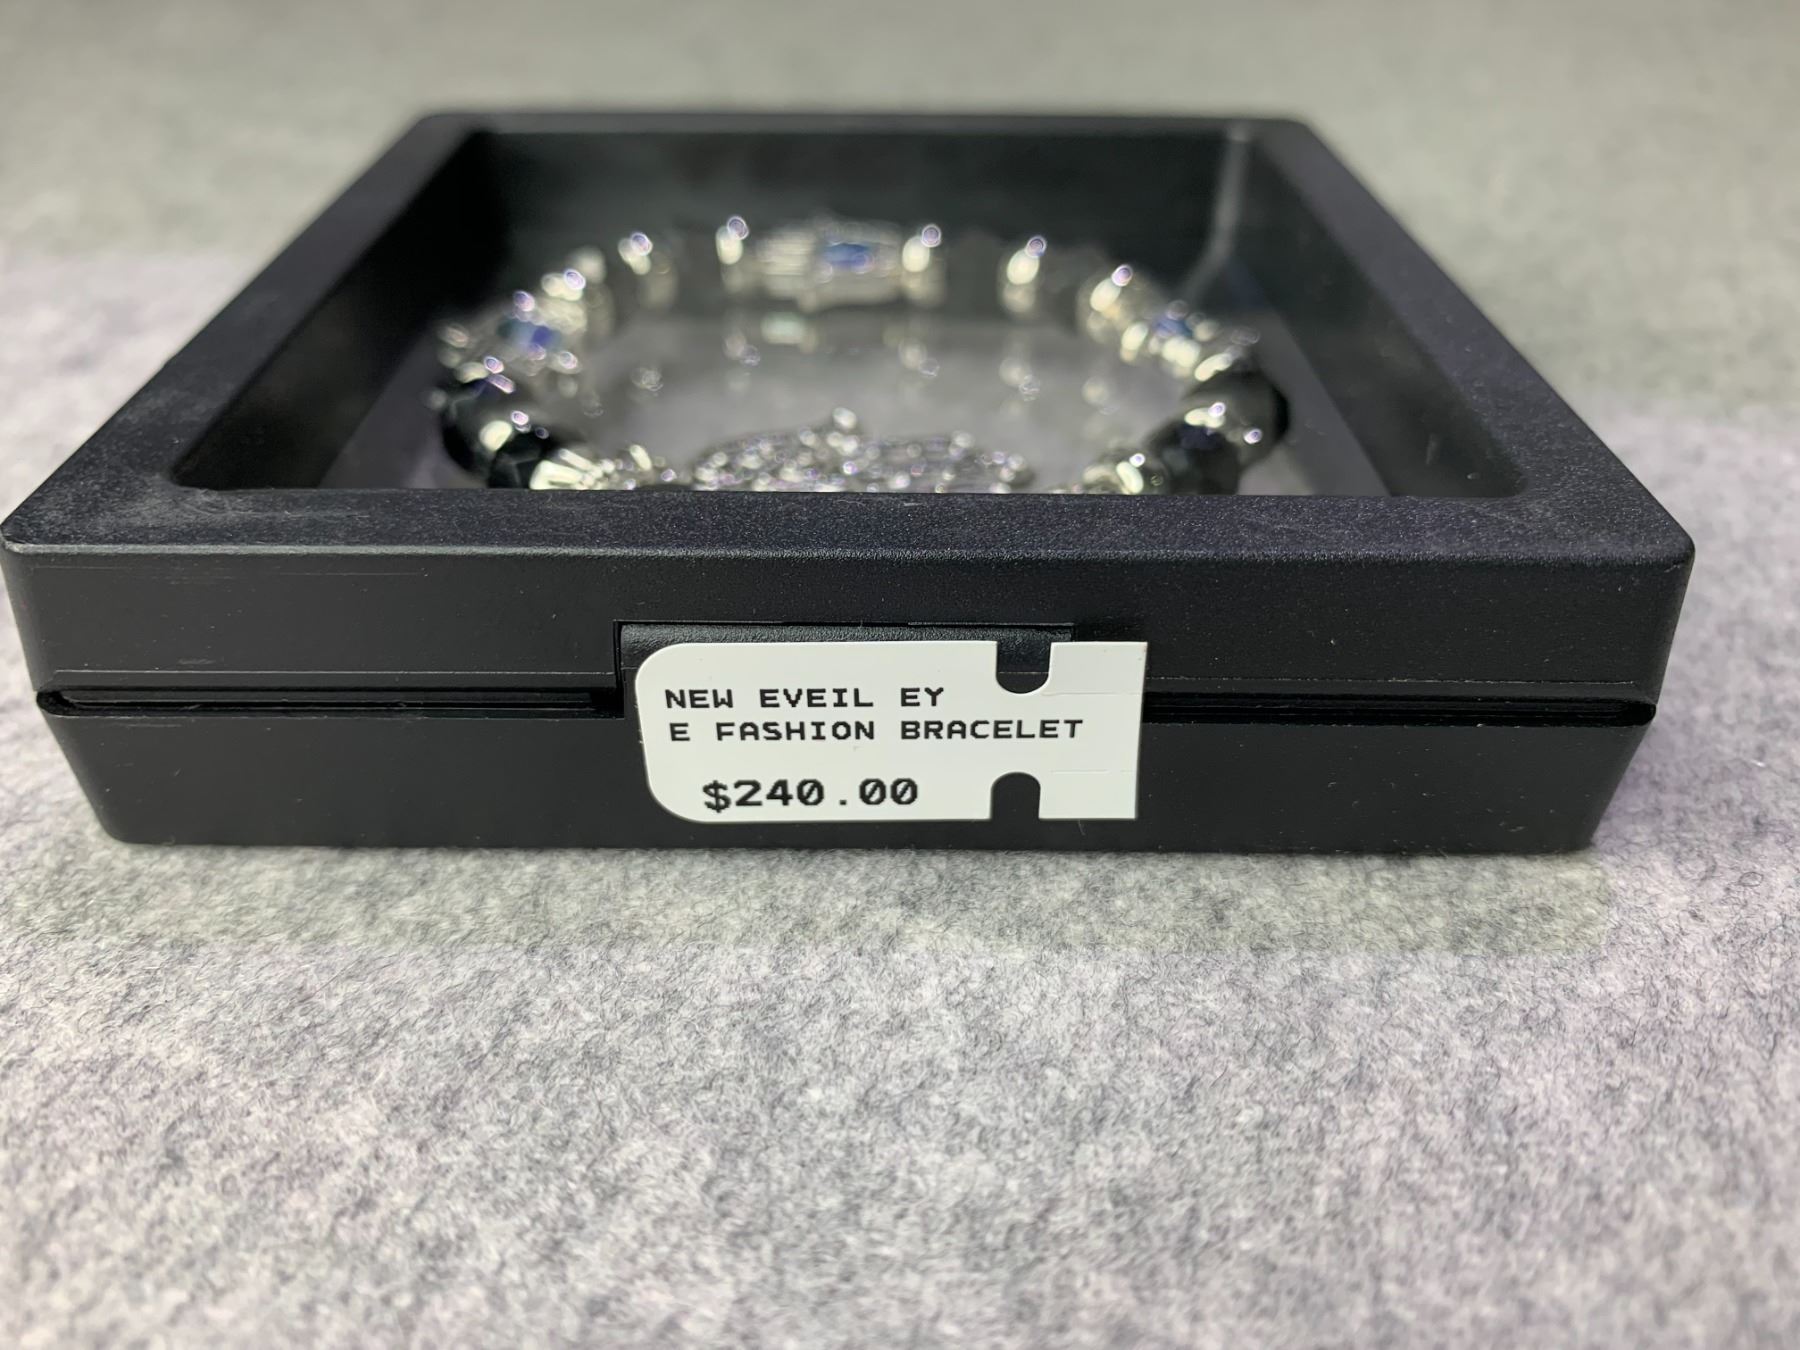 NEW EVEIL EY
E FASHION BRACELET
$240.00